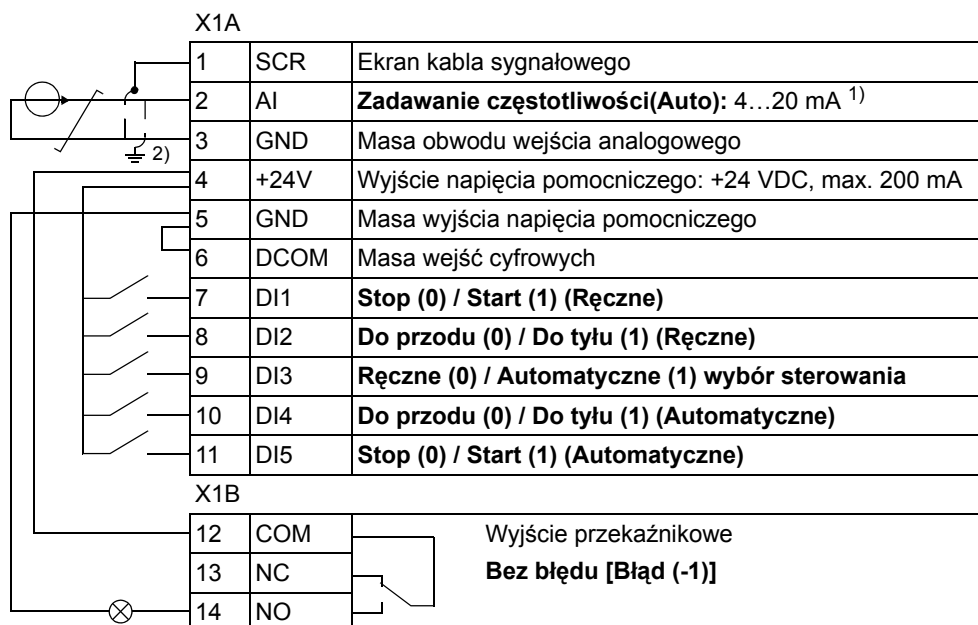 X1A
1 SCR Ekran kabla sygnałowego
2 AI Zadawanie częstotliwości(Auto): 4…20 mA 1)
3 GND Masa obwodu wejścia analogowego
2)
4 +24V Wyjście napięcia pomocniczego: +24 VDC, max. 200 mA
5 GND Masa wyjścia napięcia pomocniczego
6 DCOM Masa wejść cyfrowych
7 DI1 Stop (0) / Start (1) (Ręczne)
8 DI2 Do przodu (0) / Do tyłu (1) (Ręczne)
9 DI3 Ręczne (0) / Automatyczne (1) wybór sterowania
10 DI4 Do przodu (0) / Do tyłu (1) (Automatyczne)
11 DI5 Stop (0) / Start (1) (Automatyczne)
X1B
12 COM Wyjście przekaźnikowe
13 NC Bez błędu [Błąd (-1)]
14 NO